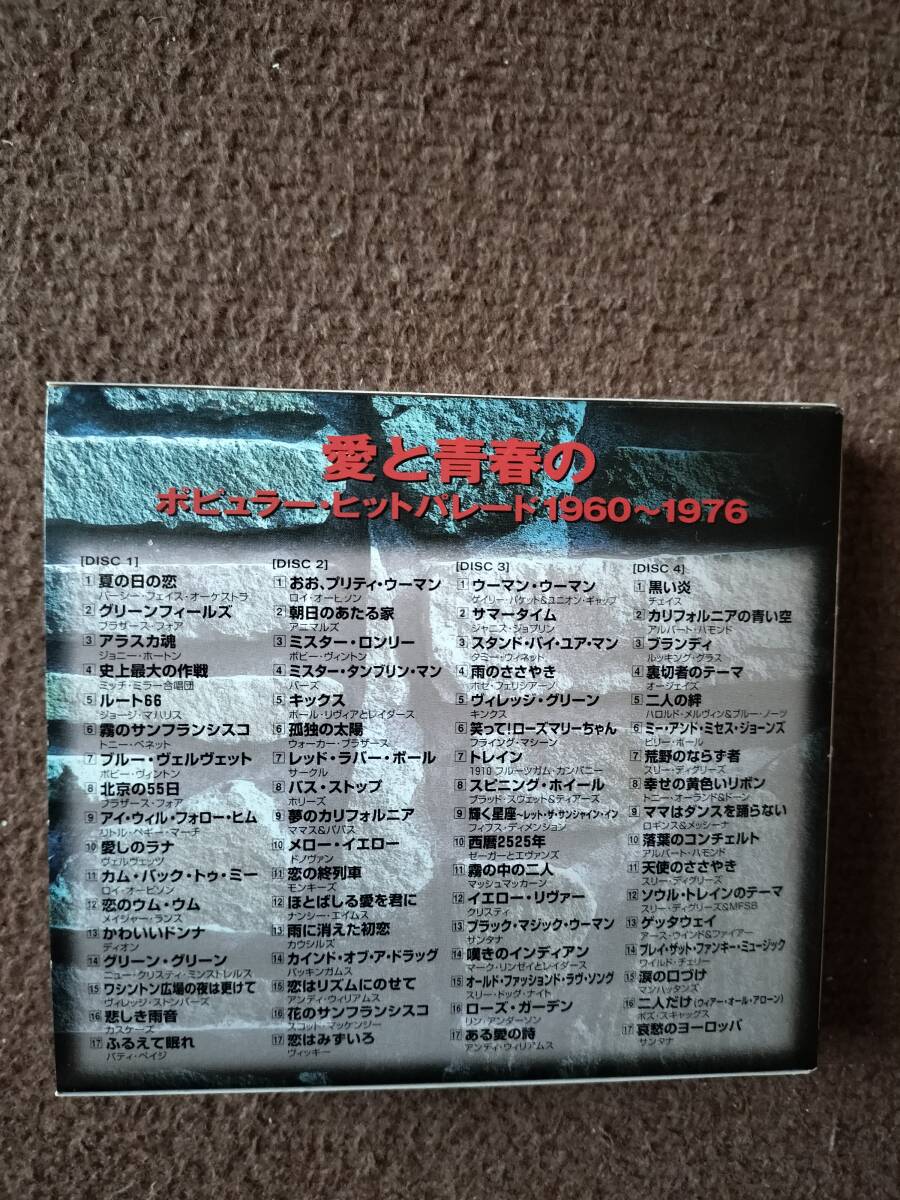 愛と青春の
ポピュラー・ヒットパレード1960～1976
[DISC 1]
1 夏の日の恋
パーシー・フェイス・オーケストラ
2 グリーンフィールズ
ブラザース・フォア
3 アラスカ魂
ジョニー・ホートン
4 史上最大の作戦
ミッチ・ミラー合唱団
5 ルート66
ジョージ・マハリス
6 霧のサンフランシスコ
トニー・ベネット
7 ブルー・ヴェルヴェット
ボビー・ヴィントン
8 北京の55日
ブラザース・フォア
9 アイ・ウィル・フォロー・ヒム
リトル・ペギー・マーチ
10 愛しのラナ
ヴェルヴェッツ
11 カム・バック・トゥ・ミー
ロイ・オービソン
12 恋のウム・ウム
メイジャー・ランス
13 かわいいドンナ
ディオン
14 グリーン・グリーン
ニュー・クリスティ・ミンストレルス
15 ワシントン広場の夜は更けて
ヴィレッジ・ストンパーズ
16 悲しき雨音
カスケーズ
17 ふるえて眠れ
パティ・ペイジ
[DISC 2]
1 おお、プリティ・ウーマン
ロイ・オービソン
2 朝日のあたる家
アニマルズ
3 ミスター・ロンリー
ボビー・ヴィントン
4 ミスター・タンブリン・マン
バーズ
5 キックス
ポール・リヴィアとレイダース
6 孤独の太陽
ウォーカー・ブラザース
7 レッド・ラバー・ボール
サークル
8 バス・ストップ
ホリーズ
9 夢のカリフォルニア
ママス&パパス
10 メロー・イエロー
ドノヴァン
11 恋の終列車
モンキーズ
12 ほとばしる愛を君に
ナンシー・エイムス
13 雨に消えた初恋
カウシルズ
14 カインド・オブ・ア・ドラッグ
バッキンガムス
15 恋はリズムにのせて
アンディ・ウィリアムス
16 花のサンフランシスコ
スコット・マッケンジー
17 恋はみずいろ
ヴィッキー
[DISC 3]
1 ウーマン・ウーマン
ゲイリー・パケット&ユニオン・ギャップ
2 サマータイム
ジャニス・ジョプリン
3 スタンド・バイ・ユア・マン
タミー・ウィネット
4 雨のささやき
ホセ・フェリシアーノ
5 ヴィレッジ・グリーン
キンクス
6 笑って!ローズマリーちゃん
フライング・マシーン
7 トレイン
1910 フルーツガム・カンパニー
8 スピニング・ホイール
ブラッド・スウェット&ティアーズ
9 輝く星座~レット・ザ・サンシャイン・イン
フィフス・ディメンション
10 西暦2525年
ゼーガーとエヴァンズ
11 霧の中の二人
マッシュマッカーン
12 イエロー・リヴァー
クリスティ
13 ブラック・マジック・ウーマン
サンタナ
14 嘆きのインディアン
マーク・リンゼイとレイダース
15 オールド・ファッションド・ラヴ・ソング
スリー・ドッグ・ナイト
16 ローズ・ガーデン
リン・アンダーソン
17 ある愛の詩
アンディ・ウィリアムス
[DISC 4]
1 黒い炎
チェイス
2 カリフォルニアの青い空
アルバート・ハモンド
3 ブランディ
ルッキング・グラス
4 裏切者のテーマ
オージェイズ
5 二人の絆
ハロルド・メルヴィン&ブルー・ノーツ
6 ミー・アンド・ミセス・ジョーンズ
ビリー・ポール
7 荒野のならず者
スリー・ディグリーズ
8 幸せの黄色いリボン
トニー・オーランド&ドーン
9 ママはダンスを踊らない
ロギンス&メッシーナ
10 落葉のコンチェルト
アルバート・ハモンド
11 天使のささやき
スリー・ディグリーズ
12 ソウル・トレインのテーマ
スリー・ディグリーズ&MFSB
13 ゲッタウェイ
アース・ウインド&ファイアー
14 プレイ・ザット・ファンキー・ミュージック
ワイルド・チェリー
15 涙の口づけ
マンハッタンズ
16 二人だけ(ウィアー・オール・アローン)
ボズ・スキャッグス
17 哀愁のヨーロッパ
サンタナ